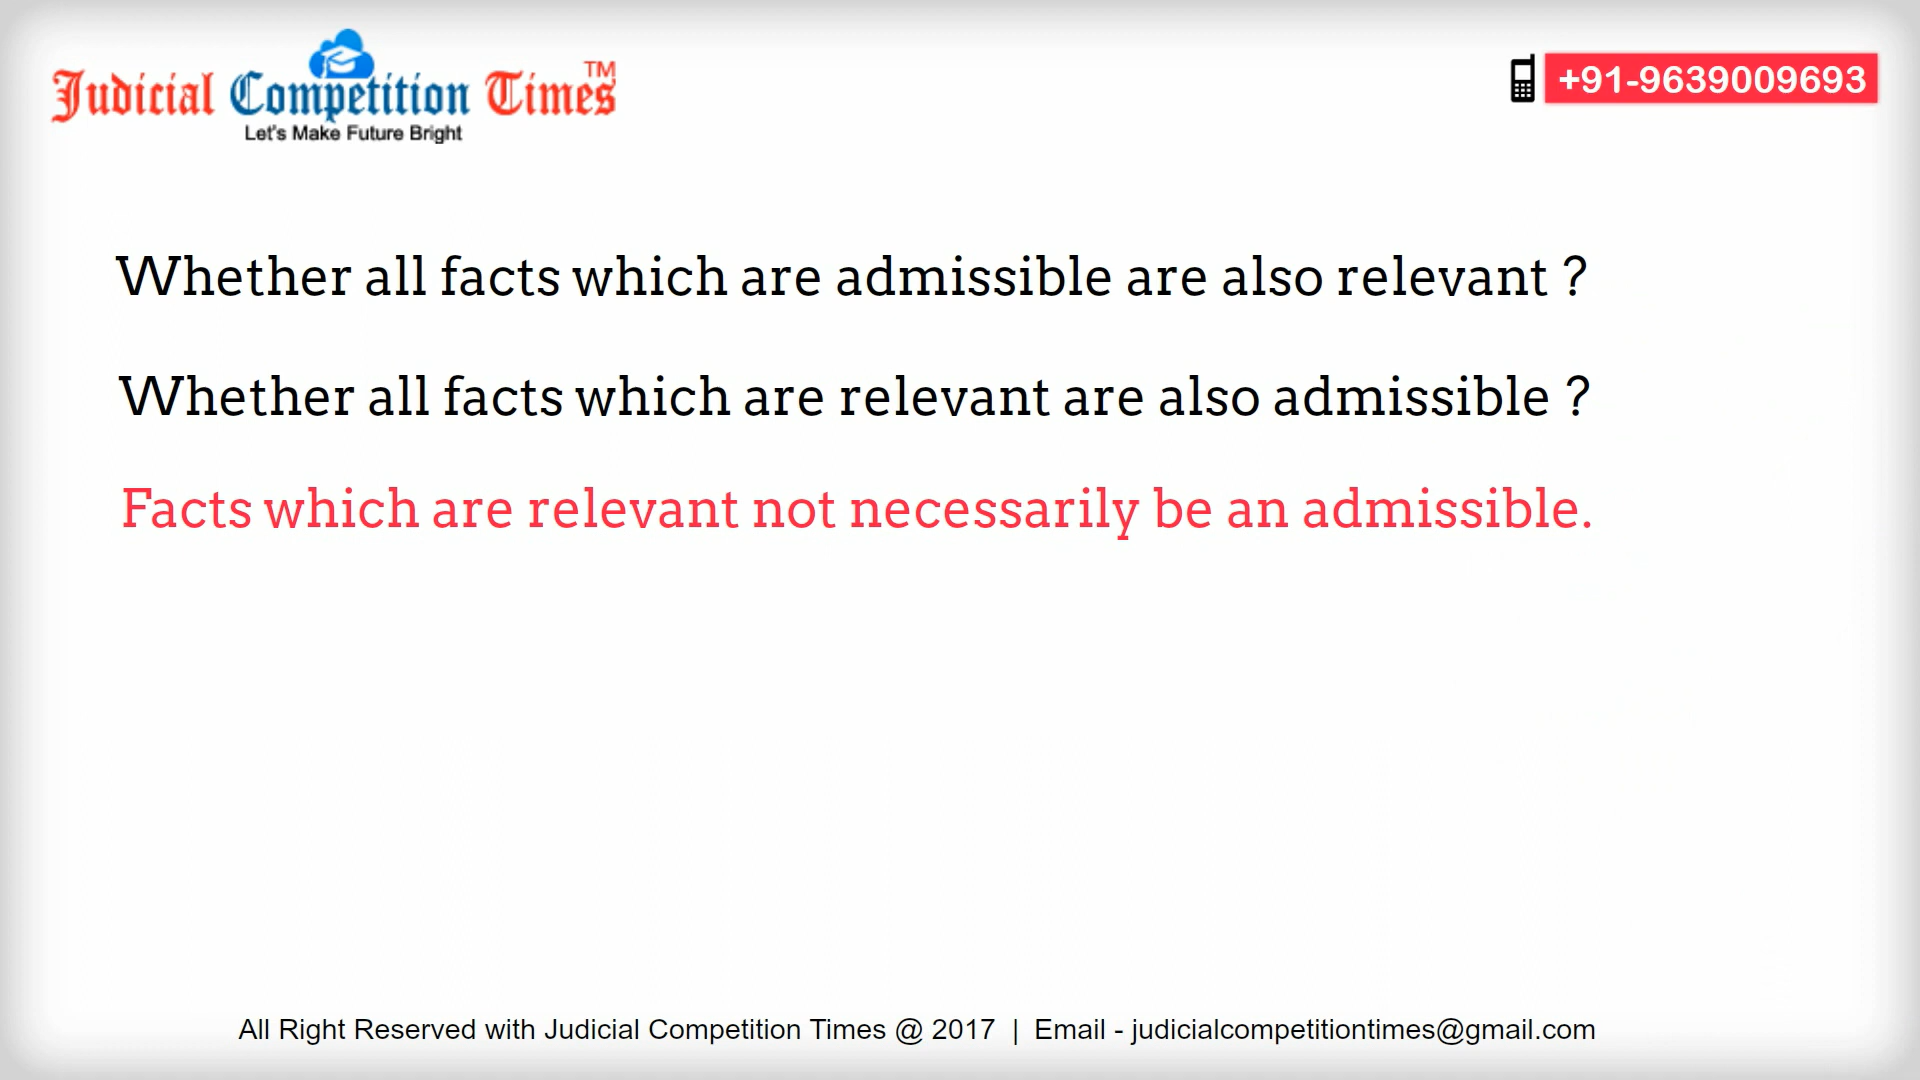 Judicial Competition Times™
Let's Make Future Bright
+91-9639009693
Whether all facts which are admissible are also relevant ?
Whether all facts which are relevant are also admissible ?
Facts which are relevant not necessarily be an admissible.
All Right Reserved with Judicial Competition Times @ 2017 | Email - judicialcompetitiontimes@gmail.com